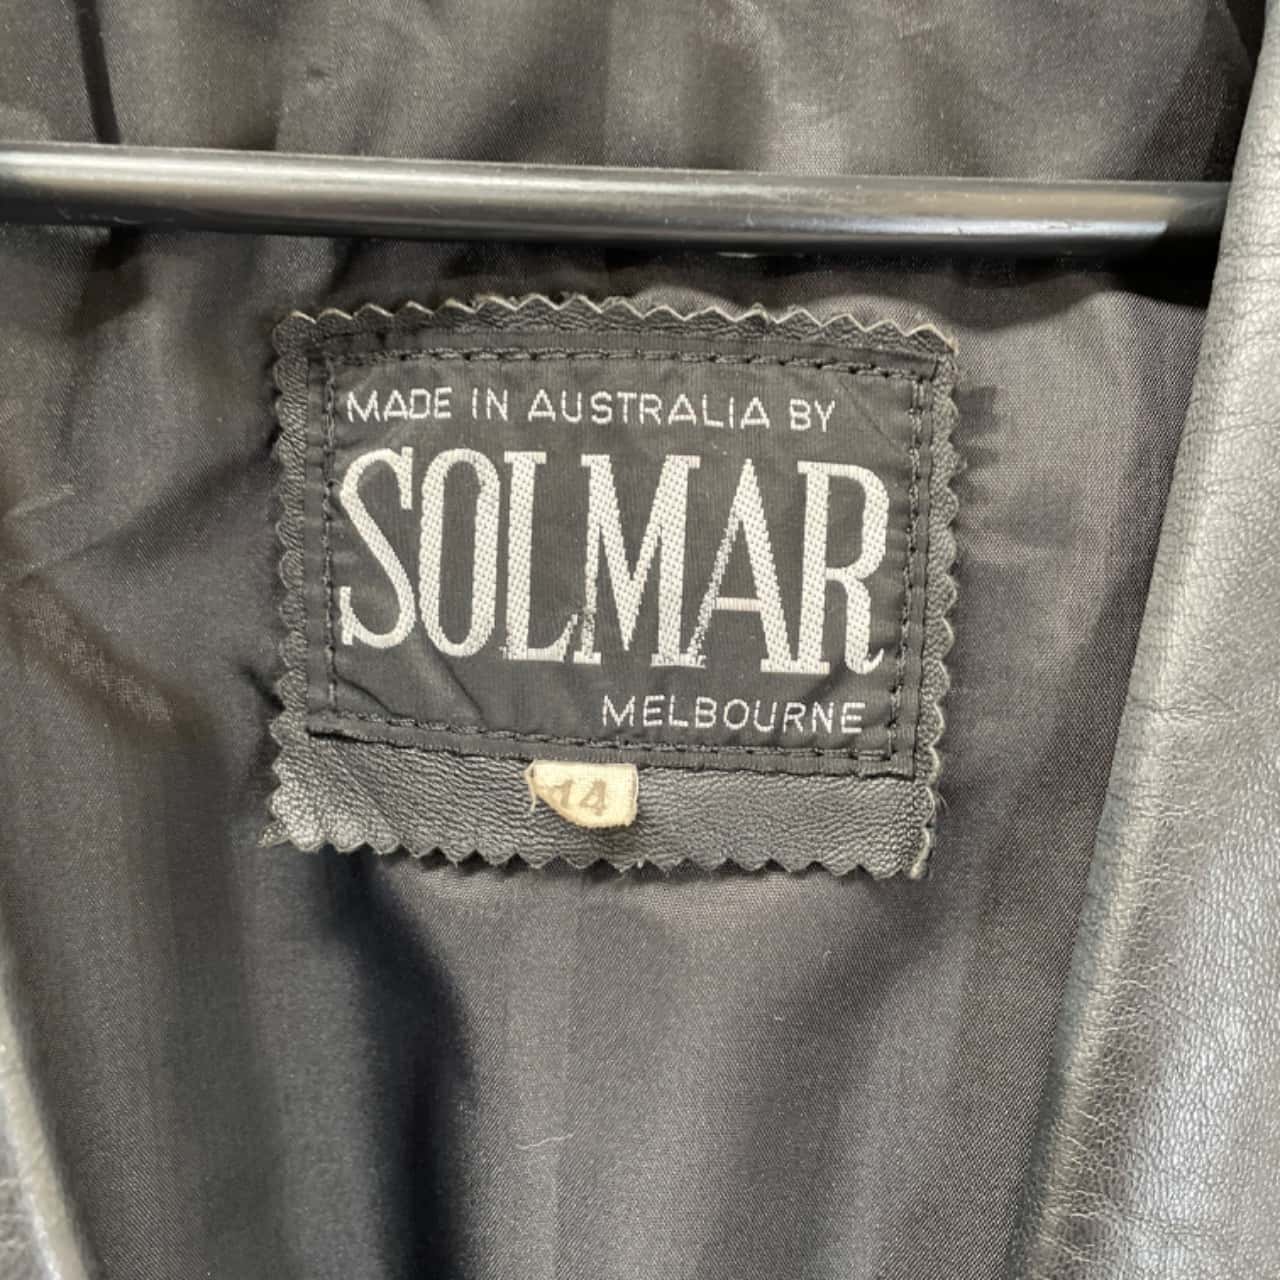 MADE IN AUSTRALIA BY
SOLMAR
MELBOURNE
14